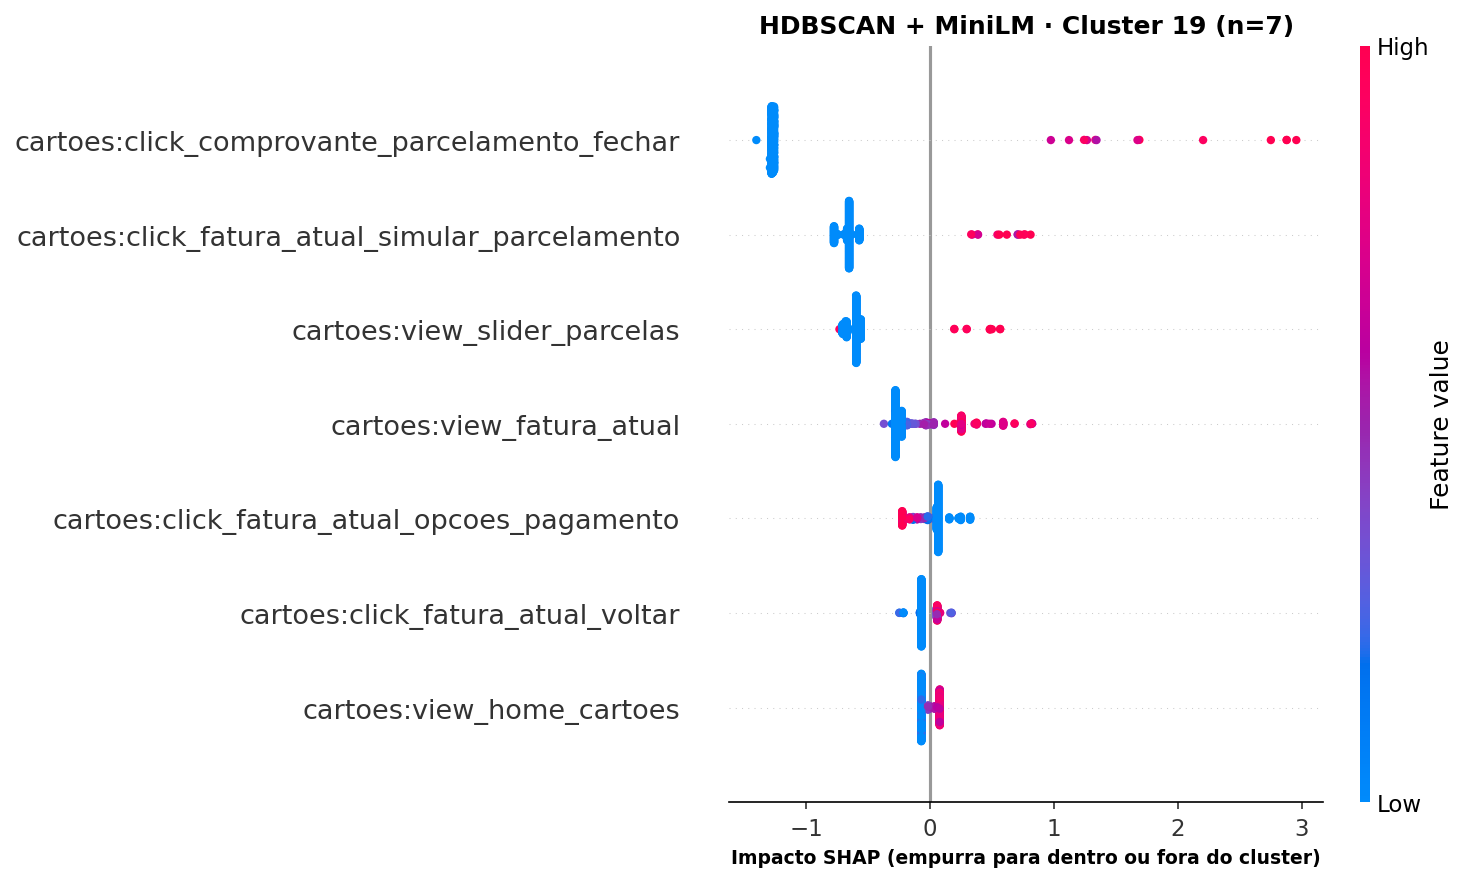 HDBSCAN + MiniLM · Cluster 19 (n=7)
High
cartoes:click_comprovante_parcelamento_fechar
cartoes:click_fatura_atual_simular_parcelamento
cartoes:view_slider_parcelas
cartoes:view_fatura_atual
cartoes:click_fatura_atual_opcoes_pagamento
cartoes:click_fatura_atual_voltar
cartoes:view_home_cartoes
Feature value
Low
−1 0 1 2 3
Impacto SHAP (empurra para dentro ou fora do cluster)